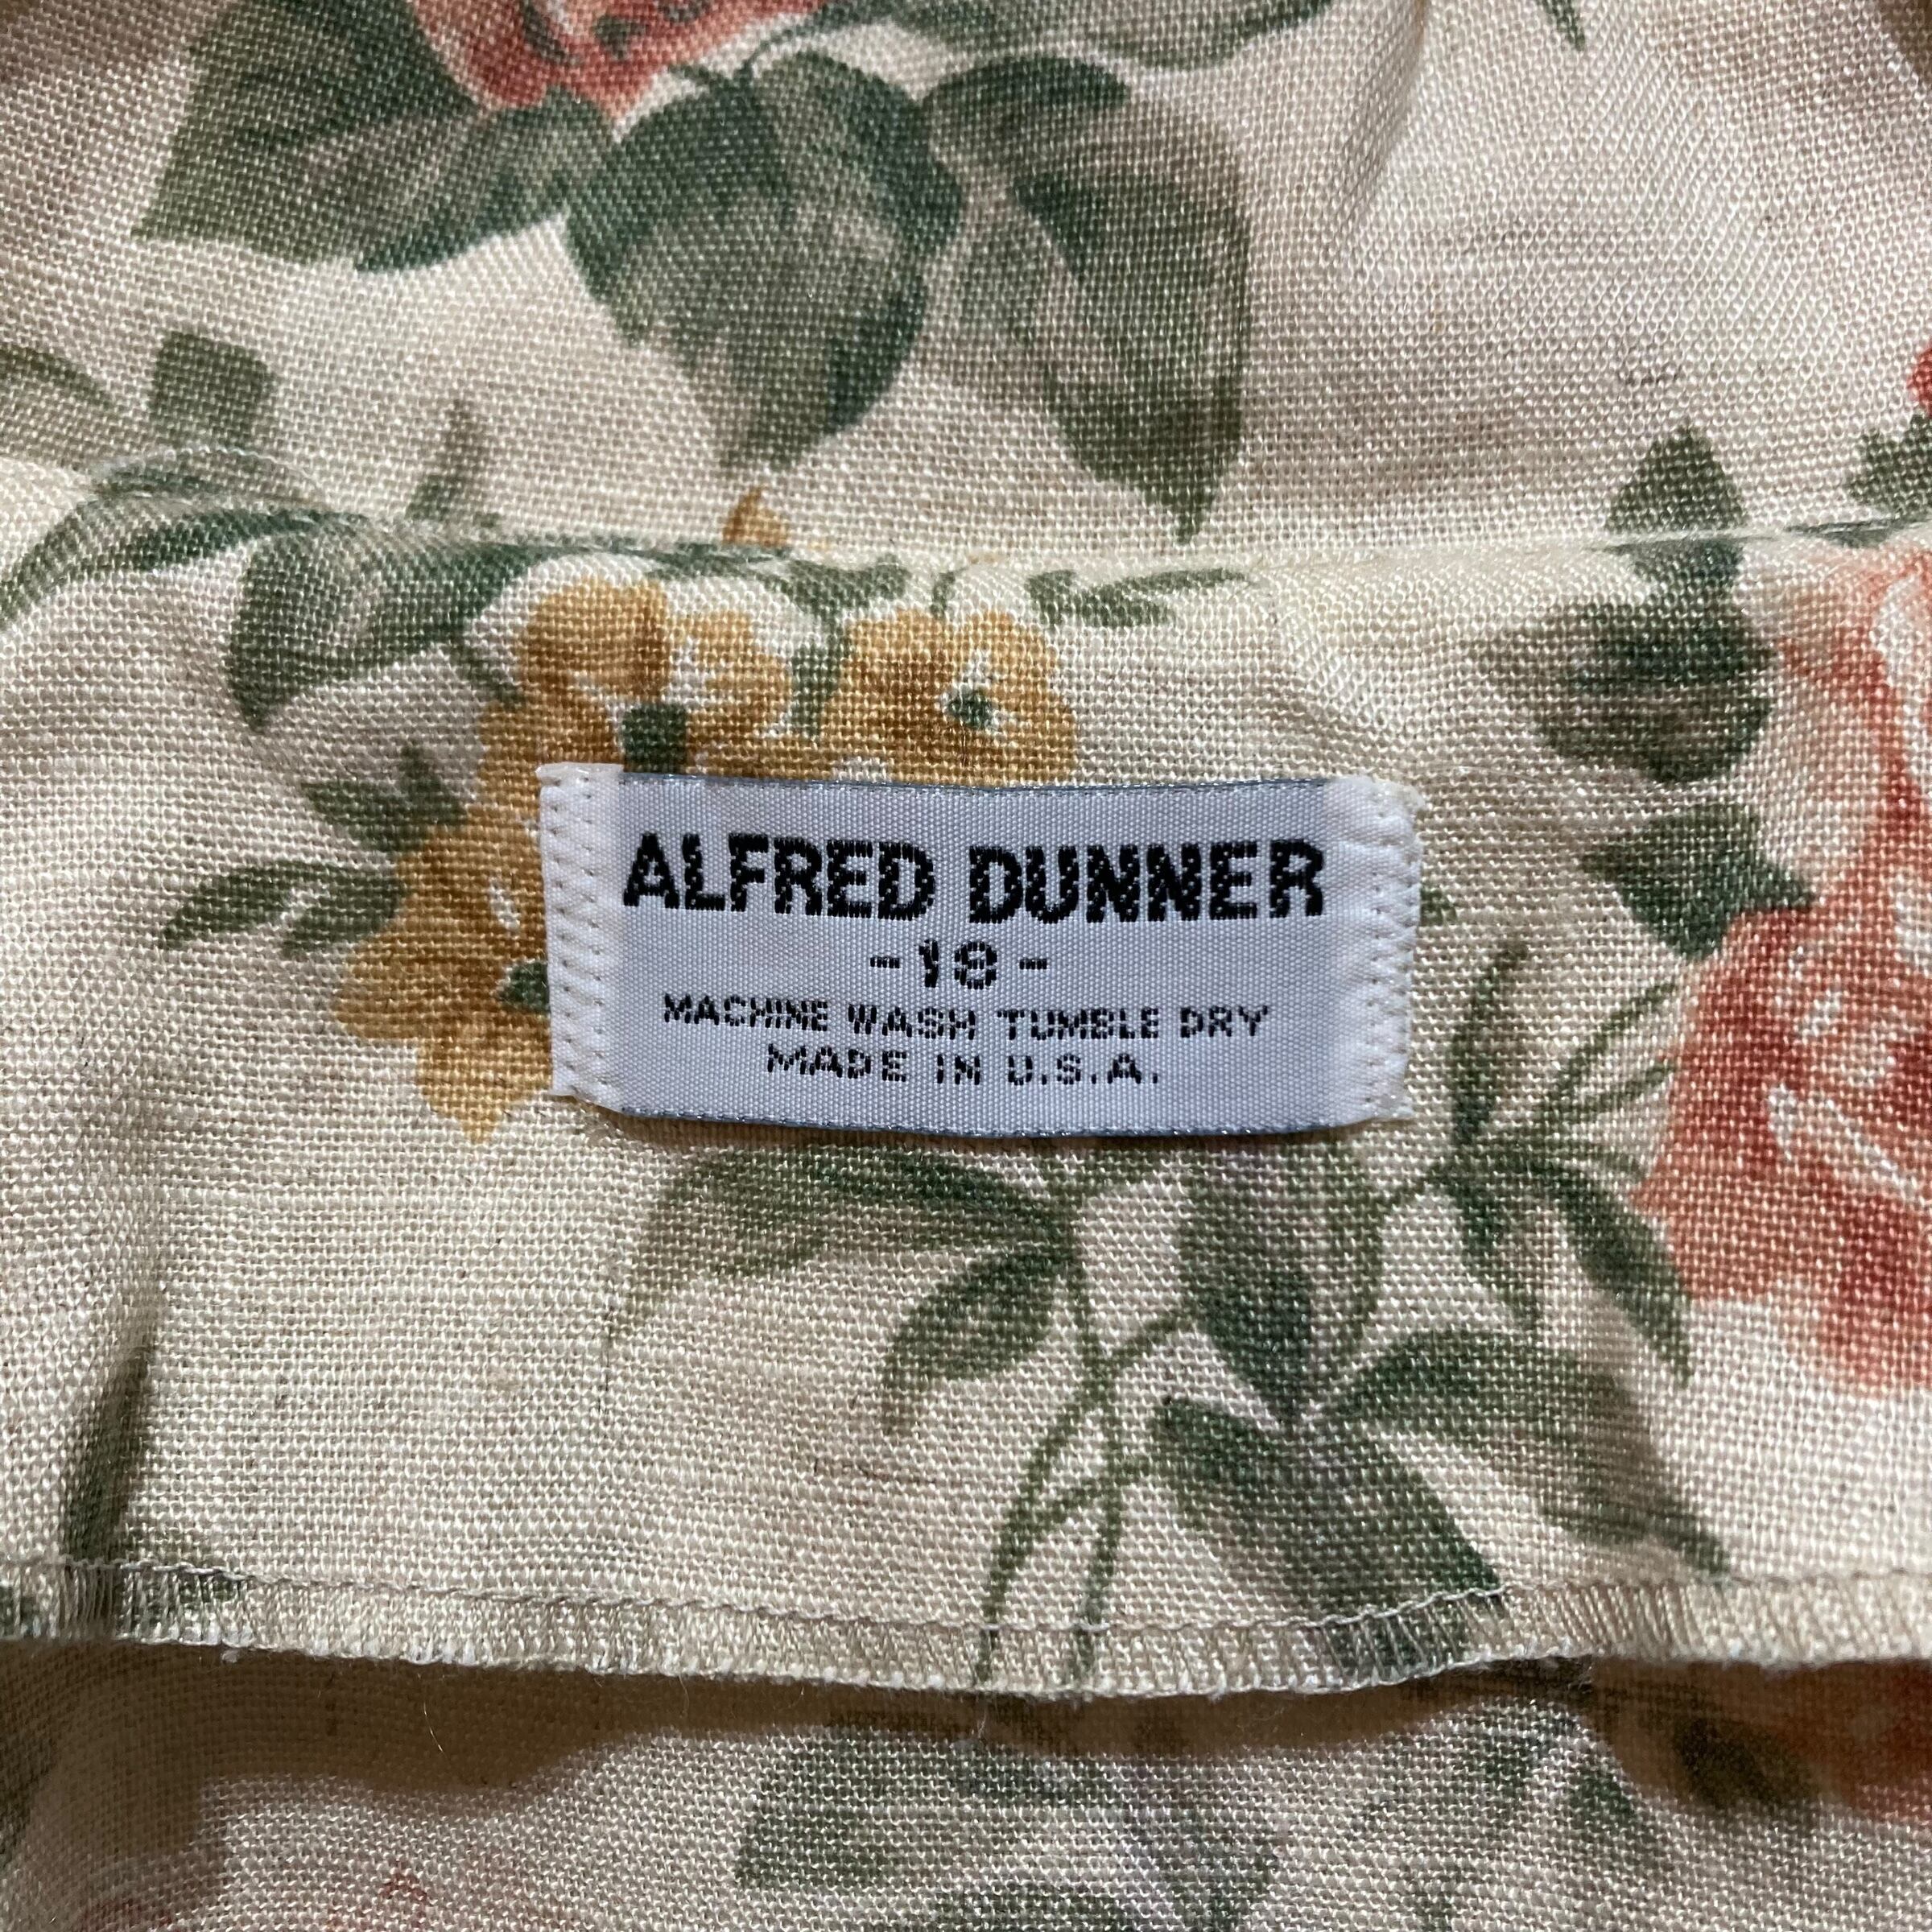 ALFRED DUNNER
-18-
MACHINE WASH TUMBLE DRY
MADE IN U.S.A.